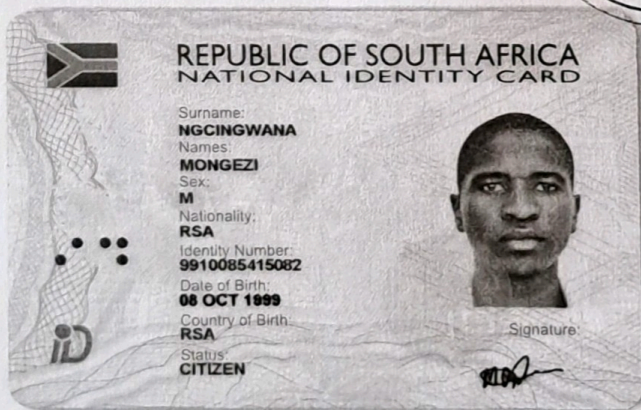 REPUBLIC OF SOUTH AFRICA
NATIONAL IDENTITY CARD
Surname:
NGCINGWANA
Names:
MONGEZI
Sex:
M
Nationality:
RSA
Identity Number:
9910085415082
Date of Birth:
08 OCT 1999
Country of Birth:
RSA
Status:
CITIZEN
Signature:
iD